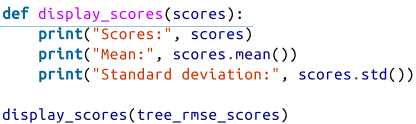 def display_scores(scores):
    print("Scores:", scores)
    print("Mean:", scores.mean())
    print("Standard deviation:", scores.std())
display_scores(tree_rmse_scores)